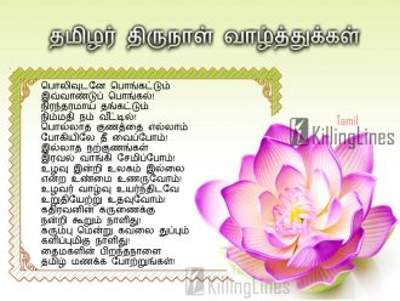 தமிழர் திருநாள் வாழ்த்துக்கள்
பொலிவுடனே பொங்கட்டும்
இவ்வாண்டுப் பொங்கல்!
நிரந்தரமாய் தங்கட்டும்
நிம்மதி நம் வீட்டில்!
பொல்லாத குணத்தை எல்லாம்
போகியிலே தீ வைப்போம்!
இல்லாத நற்குணங்கள்
இரவல் வாங்கி சேமிப்போம்!
உழவு இன்றி உலகம் இல்லை
என்ற உண்மை உணருவோம்!
உழவர் வாழ்வு உயர்ந்திடவே
உறுதியேற்று உதவுவோம்!
கதிரவனின் கருணைக்கு
நன்றி கூறும் நாளிது!
கரும்பு மென்று கவலை துப்பும்
களிப்புமிகு நாளிது!
தைமகளின் பிறந்தநாளை
தமிழ் மணக்க போற்றுங்கள்!
Tamil
KillingLines
Tamil
KillingLines